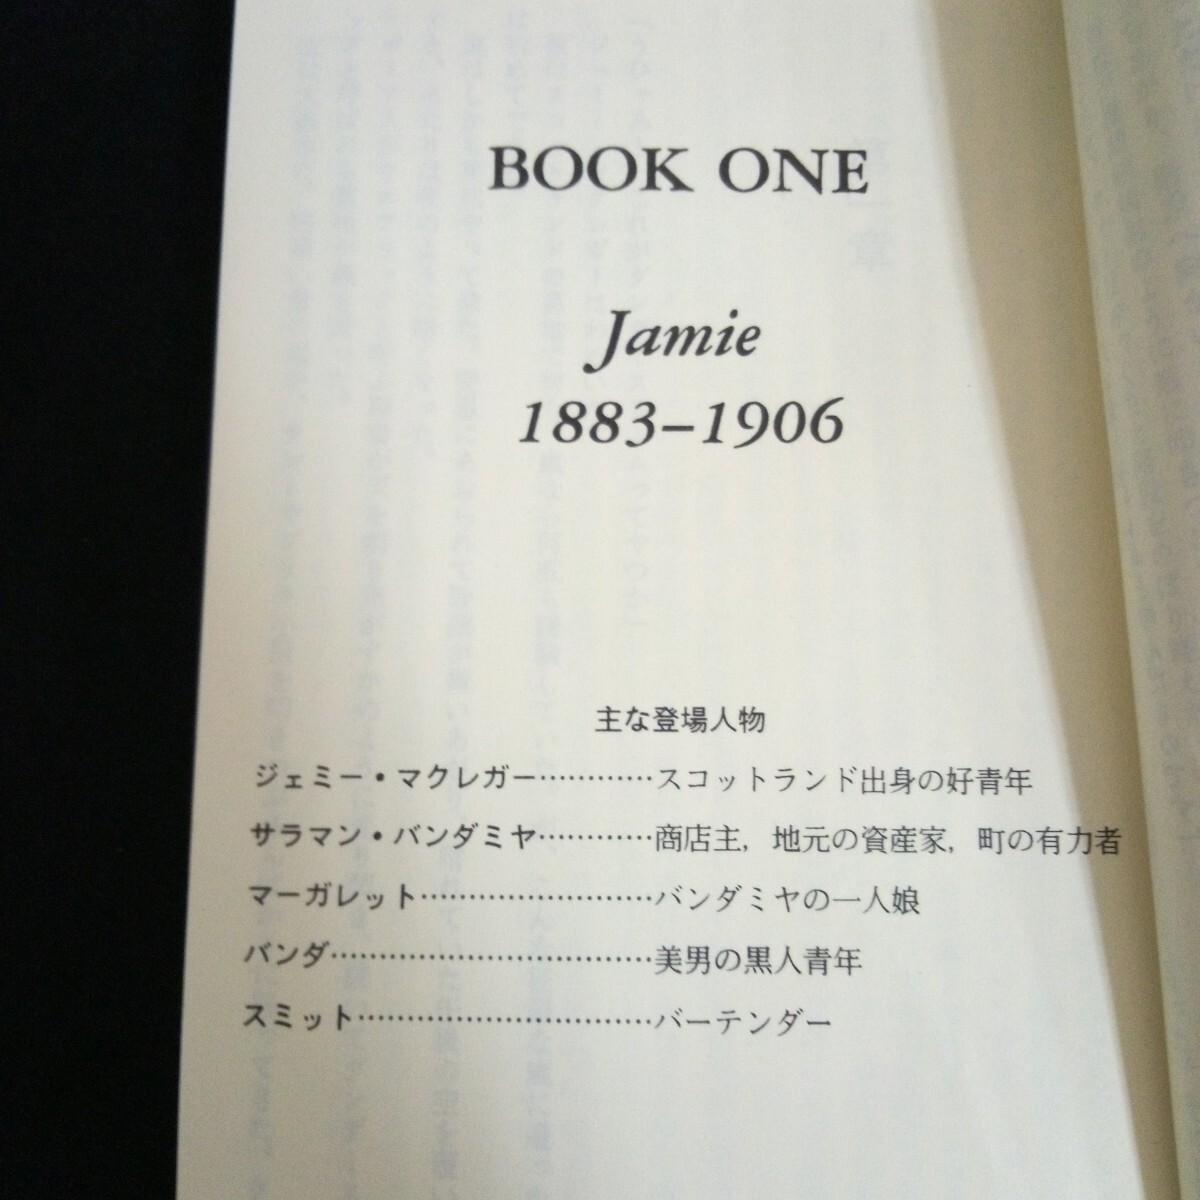 BOOK ONE
Jamie
1883–1906
主な登場人物
ジェミー・マクレガー…………スコットランド出身の好青年
サラマン・バンダミヤ…………商店主，地元の資産家，町の有力者
マーガレット……………………バンダミヤの一人娘
バンダ……………………………美男の黒人青年
スミット…………………………バーテンダー